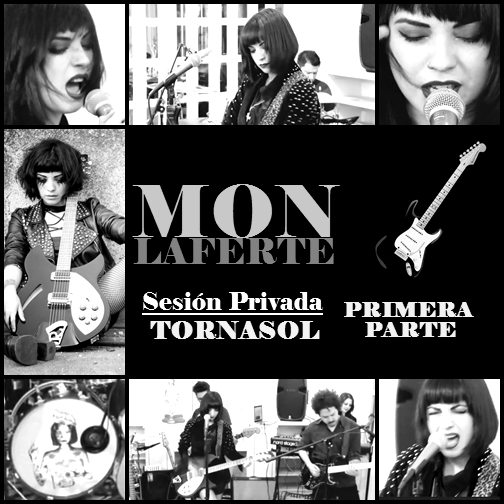 MON
LAFERTE
Sesión Privada
TORNASOL
PRIMERA
PARTE